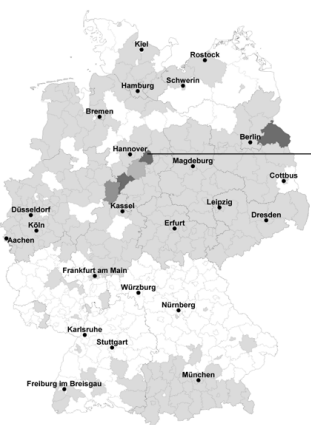 Kiel
Rostock
Schwerin
Hamburg
Bremen
Berlin
Hannover
Magdeburg
Cottbus
Düsseldorf
Leipzig
Kassel
Dresden
Köln
Erfurt
Aachen
Frankfurt am Main
Würzburg
Nürnberg
Karlsruhe
Stuttgart
München
Freiburg im Breisgau